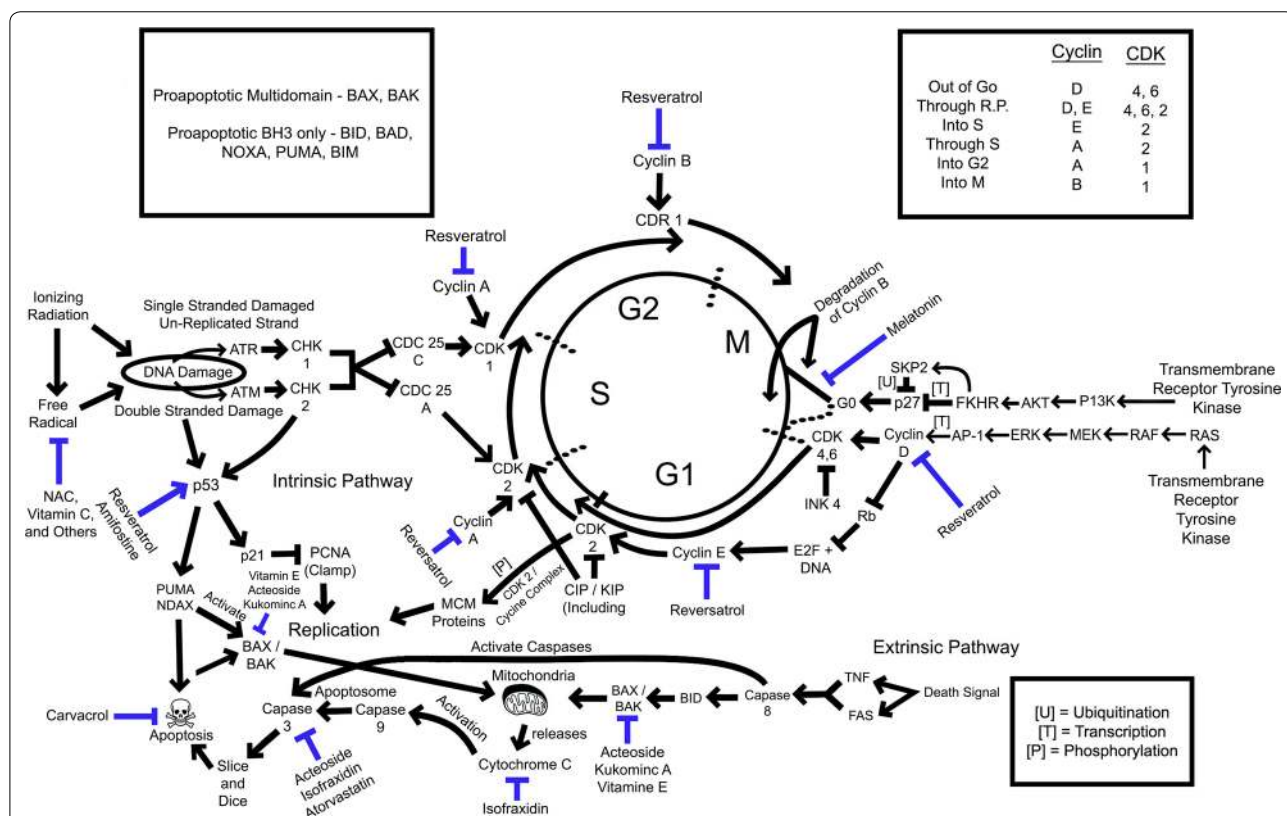 Proapoptotic Multidomain - BAX, BAK
Proapoptotic BH3 only - BID, BAD,
NOXA, PUMA, BIM
Cyclin CDK
Out of Go D 4, 6
Through R.P. D, E 4, 6, 2
Into S E 2
Through S A 2
Into G2 A 1
Into M B 1
Resveratrol
Cyclin B
CDR 1
Resveratrol
Cyclin A
Degradation
of Cyclin B
Melatonin
G2
M
S
G1
Ionizing
Radiation
Single Stranded Damaged
Un-Replicated Strand
ATR
CHK
1
DNA Damage
ATM
CHK
2
Double Stranded Damage
Free
Radical
CDC 25
C
CDK
1
CDC 25
A
CDK
2
NAC,
Vitamin C,
and Others
Resveratrol
Amifostine
p53
Intrinsic Pathway
SKP2
[U]
[T]
G0
p27
FKHR
AKT
P13K
Transmembrane
Receptor Tyrosine
Kinase
CDK
4,6
Cyclin
D
[T]
AP-1
ERK
MEK
RAF
RAS
Transmembrane
Receptor
Tyrosine
Kinase
INK 4
Rb
Resveratrol
E2F +
DNA
Cyclin E
Reversatrol
CDK
2
CIP / KIP
(Including
Cyclin
A
Reversatrol
[P]
CDK 2 /
Cycine Complex
MCM
Proteins
p21
PCNA
(Clamp)
Vitamin E
Acteoside
Kukominc A
PUMA
NDAX
Activate
BAX /
BAK
Replication
Activate Caspases
Extrinsic Pathway
Carvacrol
Apoptosis
Slice
and
Dice
Capase
3
Apoptosome
Capase
9
Activation
Mitochondria
releases
Cytochrome C
Isofraxidin
Acteoside
Isofraxidin
Atorvastatin
BAX /
BAK
Acteoside
Kukominc A
Vitamine E
BID
Capase
8
TNF
FAS
Death Signal
[U] = Ubiquitination
[T] = Transcription
[P] = Phosphorylation